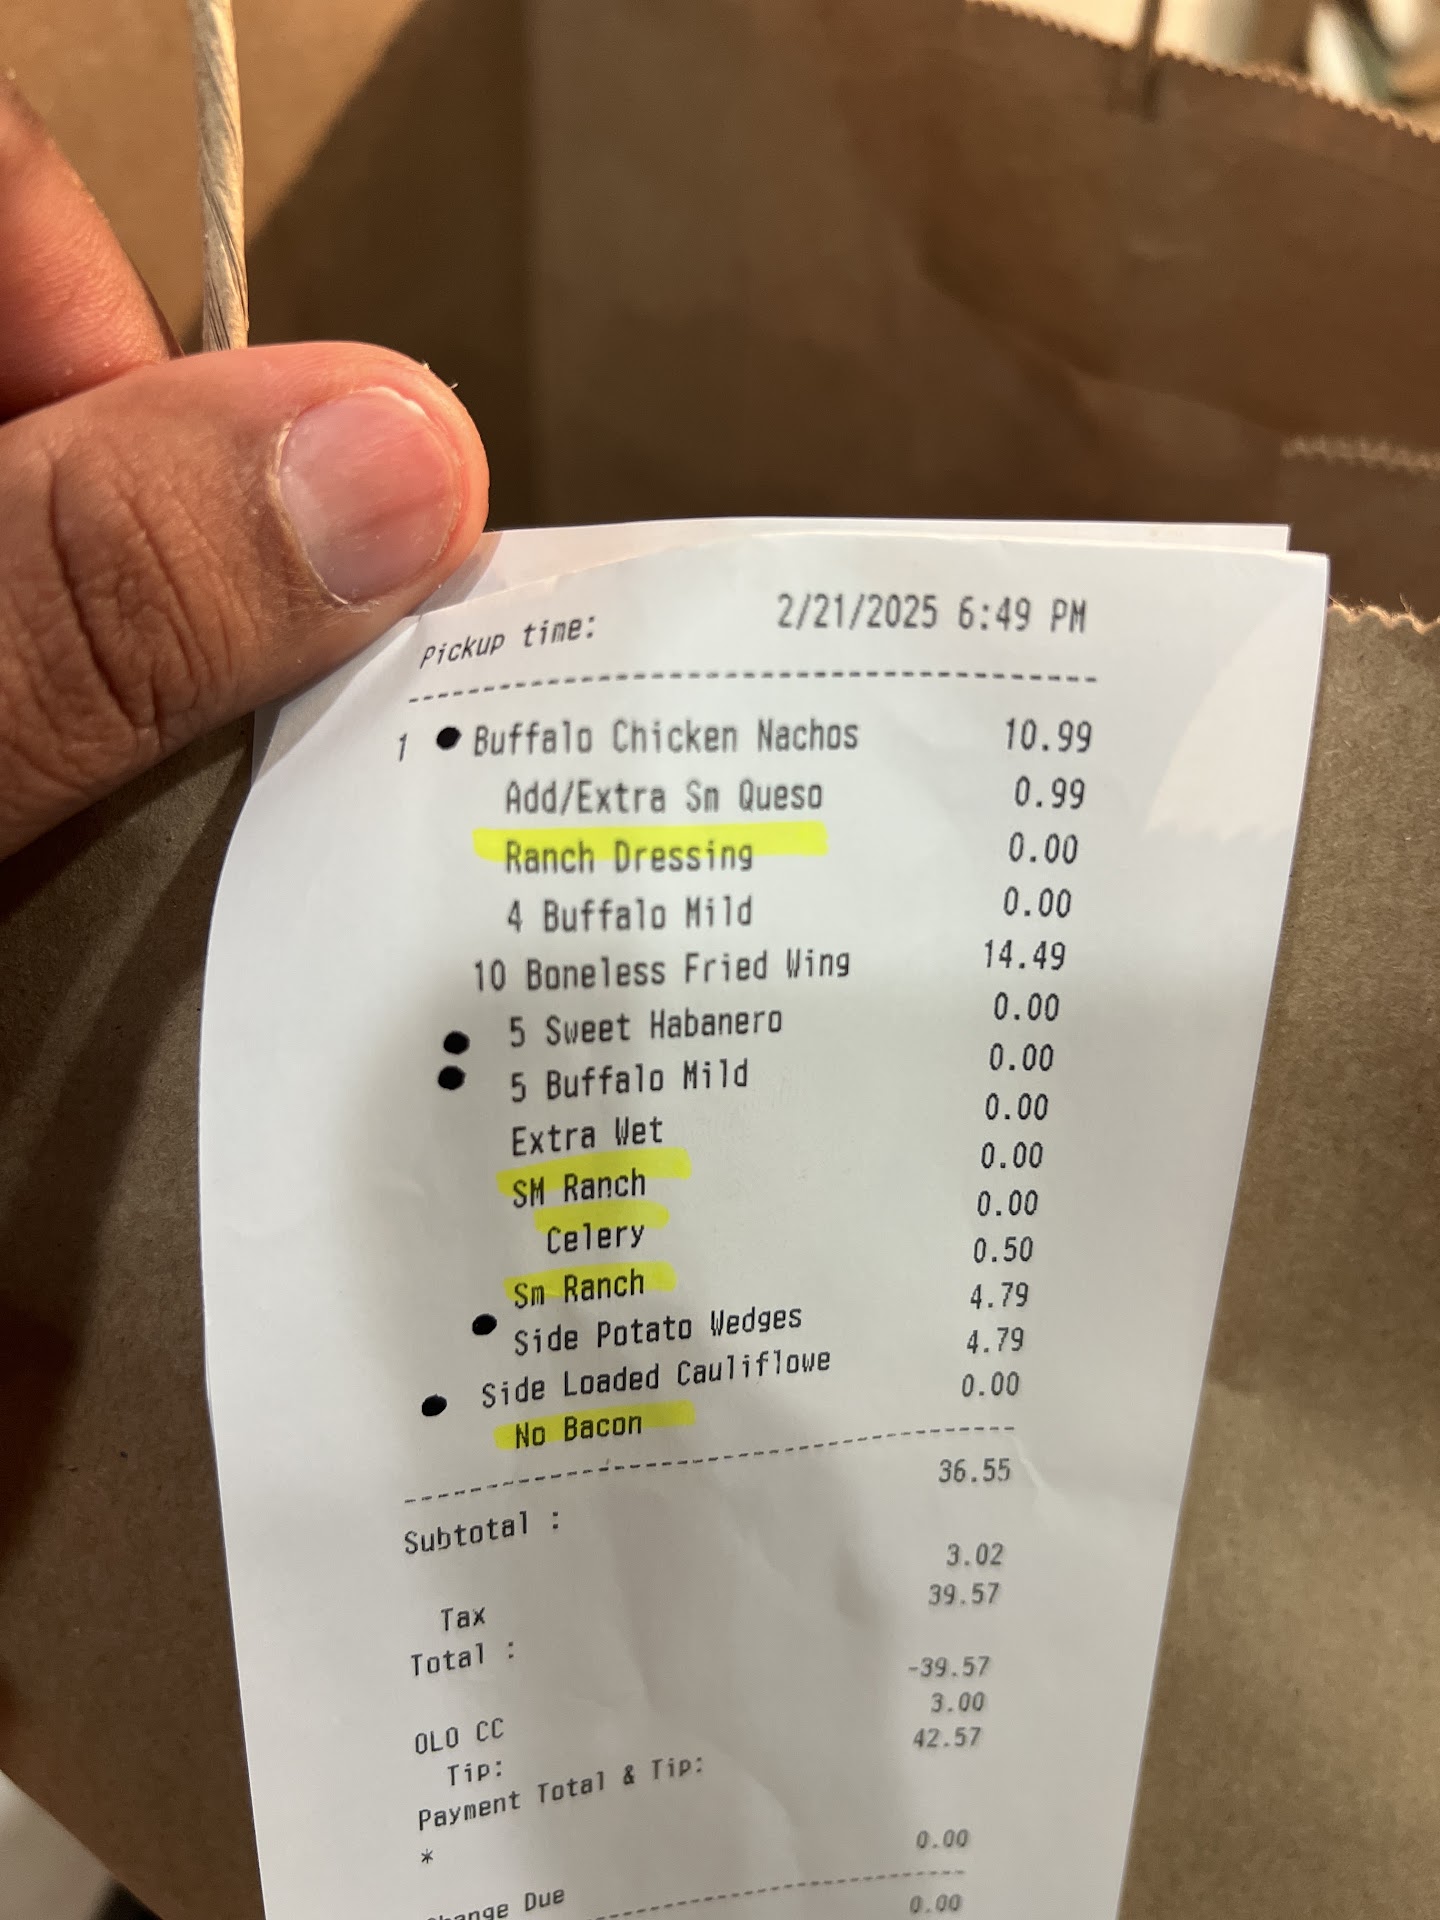 Pickup time: 2/21/2025 6:49 PM
1 Buffalo Chicken Nachos 10.99
Add/Extra Sm Queso 0.99
Ranch Dressing 0.00
4 Buffalo Mild 0.00
10 Boneless Fried Wing 14.49
5 Sweet Habanero 0.00
5 Buffalo Mild 0.00
Extra Wet 0.00
SM Ranch 0.00
Celery 0.00
Sm Ranch 0.50
Side Potato Wedges 4.79
Side Loaded Cauliflowe 4.79
No Bacon 0.00
Subtotal : 36.55
Tax 3.02
Total : 39.57
OLO CC -39.57
Tip: 3.00
Payment Total & Tip: 42.57
*
hange Due 0.00
0.00